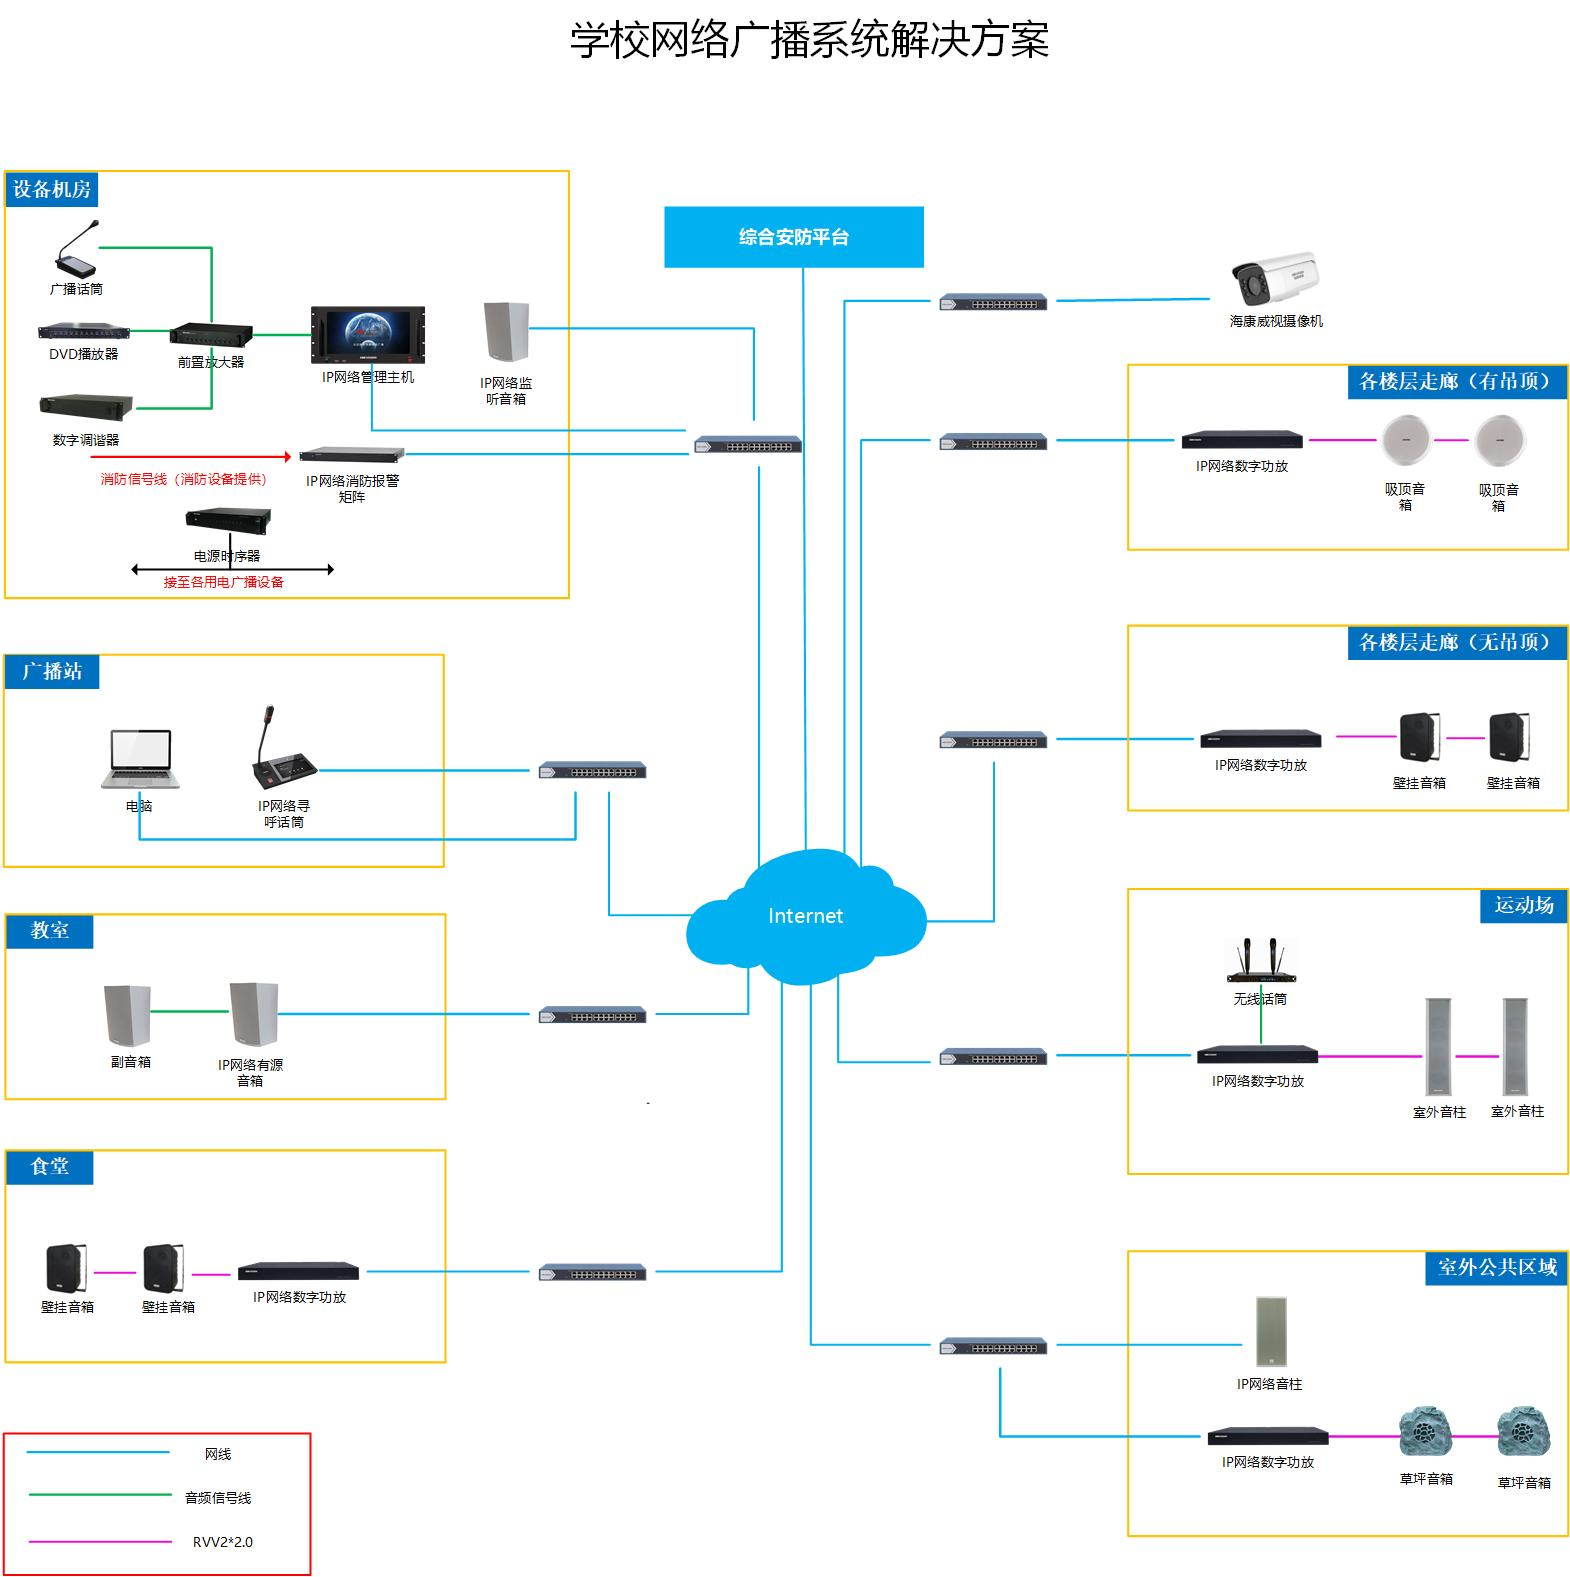 学校网络广播系统解决方案
设备机房
广播话筒
DVD播放器
前置放大器
IP网络管理主机
IP网络监
听音箱
数字调谐器
消防信号线（消防设备提供）
IP网络消防报警
矩阵
电源时序器
接至各用电广播设备
综合安防平台
海康威视摄像机
各楼层走廊（有吊顶）
IP网络数字功放
吸顶音
箱
吸顶音
箱
各楼层走廊（无吊顶）
IP网络数字功放
壁挂音箱
壁挂音箱
广播站
电脑
IP网络寻
呼话筒
Internet
教室
副音箱
IP网络有源
音箱
运动场
无线话筒
IP网络数字功放
室外音柱
室外音柱
食堂
壁挂音箱
壁挂音箱
IP网络数字功放
室外公共区域
IP网络音柱
IP网络数字功放
草坪音箱
草坪音箱
网线
音频信号线
RVV2*2.0